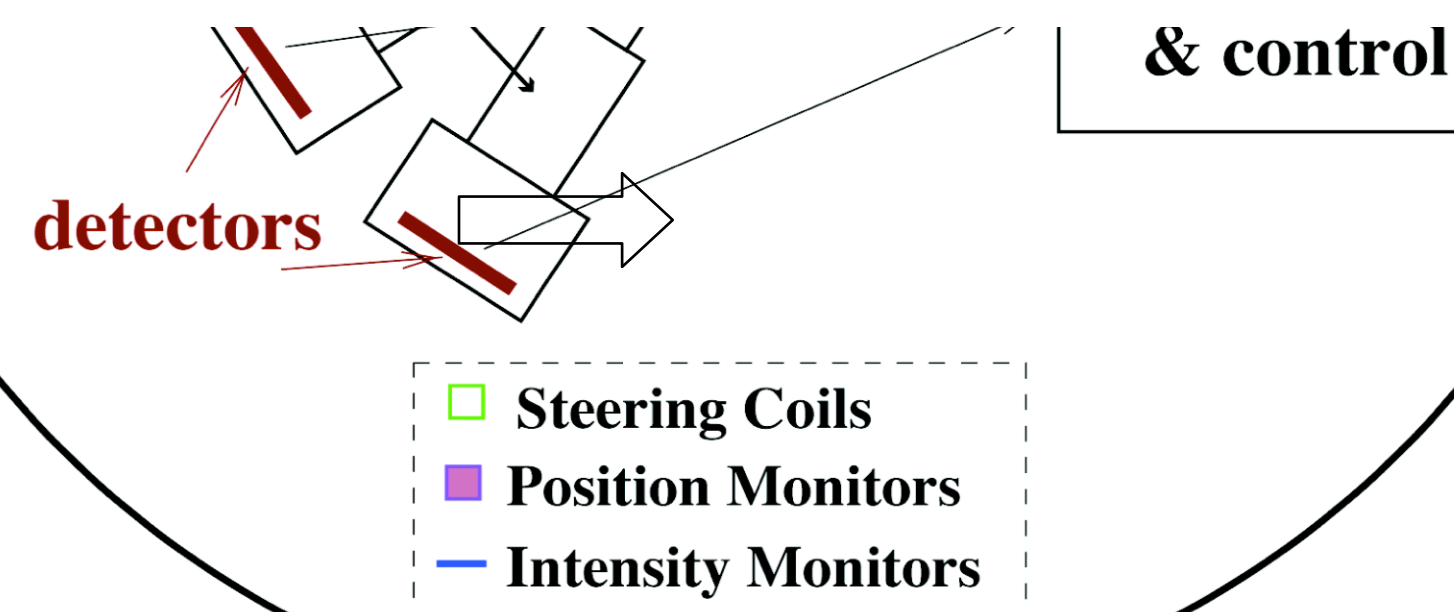 & control
detectors
Steering Coils
Position Monitors
Intensity Monitors